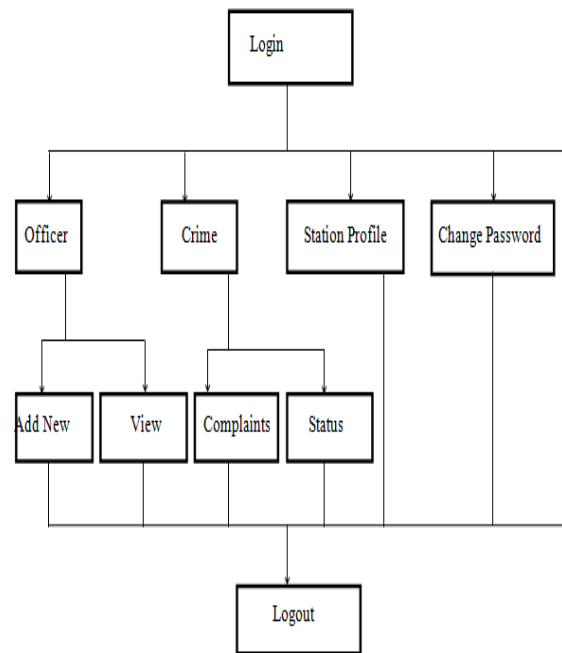 Login
Officer
Crime
Station Profile
Change Password
Add New
View
Complaints
Status
Logout